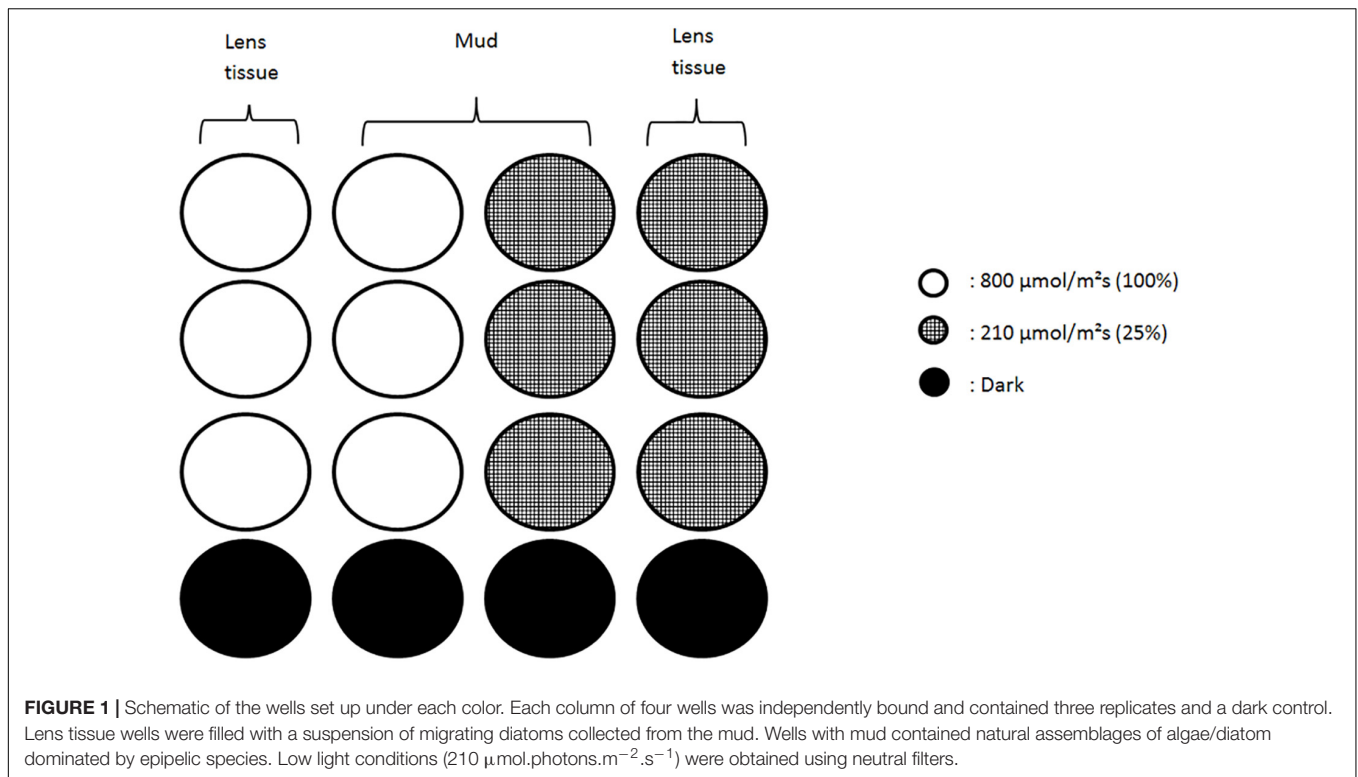 Lens
tissue
Mud
Lens
tissue
: 800 µmol/m²s (100%)
: 210 µmol/m²s (25%)
: Dark
FIGURE 1 | Schematic of the wells set up under each color. Each column of four wells was independently bound and contained three replicates and a dark control.
Lens tissue wells were filled with a suspension of migrating diatoms collected from the mud. Wells with mud contained natural assemblages of algae/diatom
dominated by epipelic species. Low light conditions (210 µmol.photons.m⁻².s⁻¹) were obtained using neutral filters.